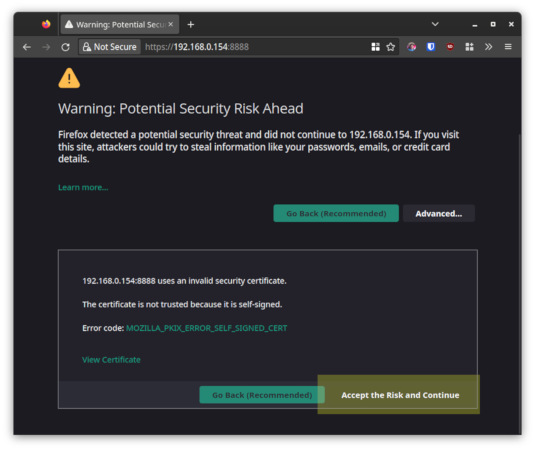 Warning: Potential Secu
Not Secure https://192.168.0.154:8888
Warning: Potential Security Risk Ahead
Firefox detected a potential security threat and did not continue to 192.168.0.154. If you visit
this site, attackers could try to steal information like your passwords, emails, or credit card
details.
Learn more...
Go Back (Recommended) Advanced...
192.168.0.154:8888 uses an invalid security certificate.
The certificate is not trusted because it is self-signed.
Error code: MOZILLA_PKIX_ERROR_SELF_SIGNED_CERT
View Certificate
Go Back (Recommended) Accept the Risk and Continue